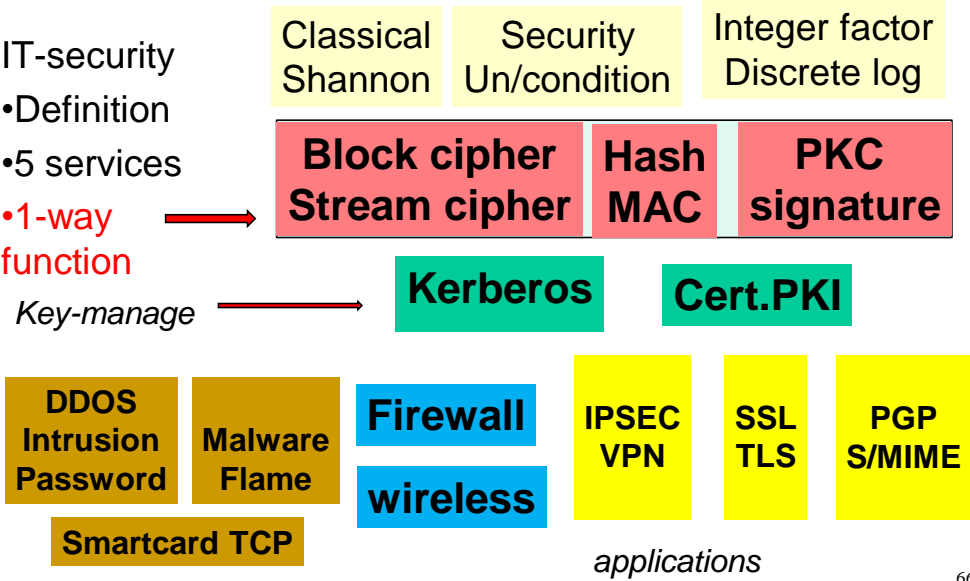 IT-security
•Definition
•5 services
•1-way
function
Key-manage
Classical
Shannon
Security
Un/condition
Integer factor
Discrete log
Block cipher
Stream cipher
Hash
MAC
PKC
signature
Kerberos
Cert.PKI
DDOS
Intrusion
Password
Malware
Flame
Smartcard TCP
Firewall
wireless
IPSEC
VPN
SSL
TLS
PGP
S/MIME
applications